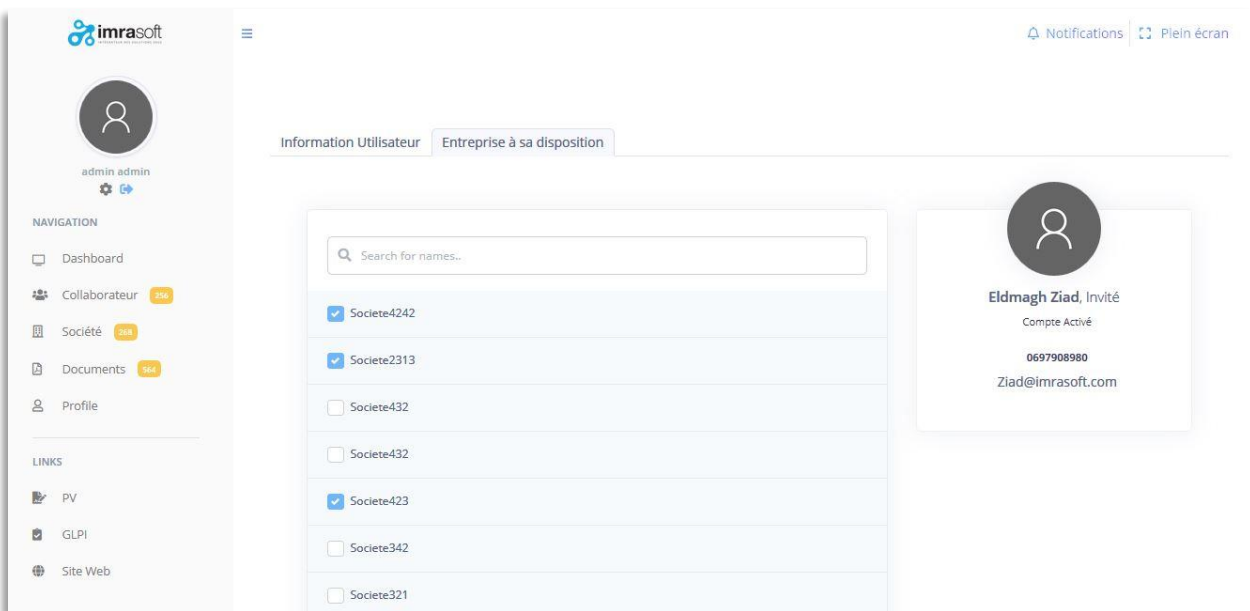 imrasoft
Notifications
Plein écran
admin admin
NAVIGATION
Dashboard
Collaborateur 256
Société 268
Documents 564
Profile
LINKS
PV
GLPI
Site Web
Information Utilisateur
Entreprise à sa disposition
Search for names..
Societe4242
Societe2313
Societe432
Societe432
Societe423
Societe342
Societe321
Eldmagh Ziad, Invité
Compte Activé
0697908980
Ziad@imrasoft.com